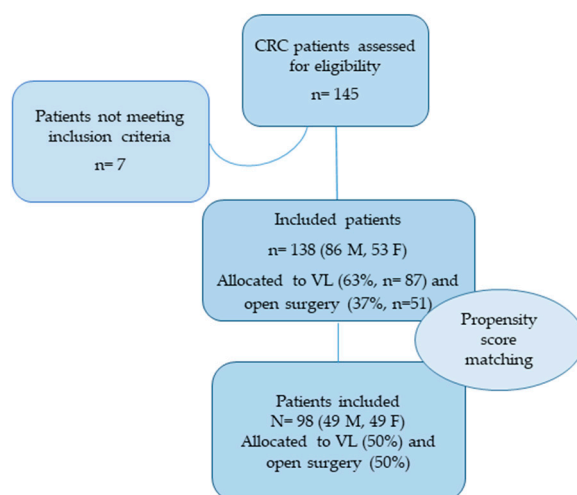 CRC patients assessed
for eligibility
n= 145
Patients not meeting
inclusion criteria
n= 7
Included patients
n= 138 (86 M, 53 F)
Allocated to VL (63%, n= 87) and
open surgery (37%, n=51)
Propensity
score
matching
Patients included
N= 98 (49 M, 49 F)
Allocated to VL (50%) and
open surgery (50%)